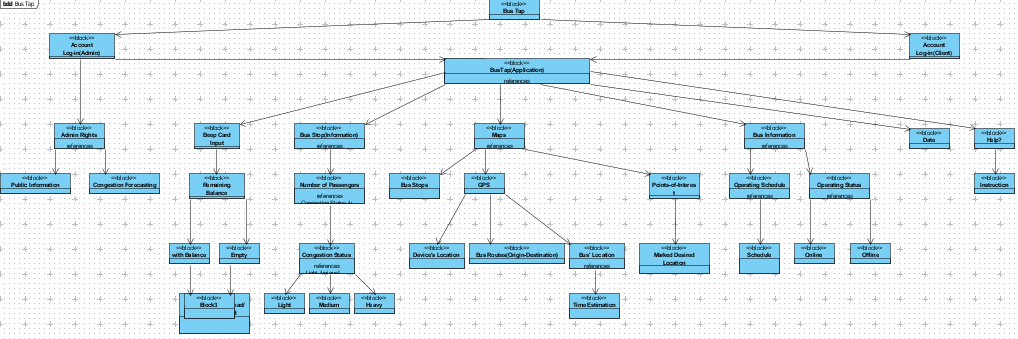 bdd Bus Tap
Bus Tap
<<block>>
Account
Log-in(Admin)
<<block>>
Account
Log-in(Client)
<<block>>
BusTap(Application)
references
<<block>>
Admin Rights
references
<<block>>
Beep Card
Input
<<block>>
Bus Stop(Information)
references
<<block>>
Maps
references
<<block>>
Bus Information
references
<<block>>
Date
<<block>>
Help?
<<block>>
Public Information
<<block>>
Congestion Forecasting
<<block>>
Remaining
Balance
<<block>>
Number of Passengers
references
<<block>>
Bus Stops
<<block>>
GPS
<<block>>
Points-of-Interes
t
<<block>>
Operating Schedule
references
<<block>>
Operating Status
references
<<block>>
Instruction
<<block>>
with Balance
<<block>>
Empty
<<block>>
Congestion Status
references
<<block>>
Device's Location
<<block>>
Bus Routes(Origin-Destination)
<<block>>
Bus' Location
references
<<block>>
Marked Desired
Location
<<block>>
Schedule
<<block>>
Online
<<block>>
Offline
<<block>>
Block3
<<block>>
Light
<<block>>
Medium
<<block>>
Heavy
<<block>>
Time Estimation